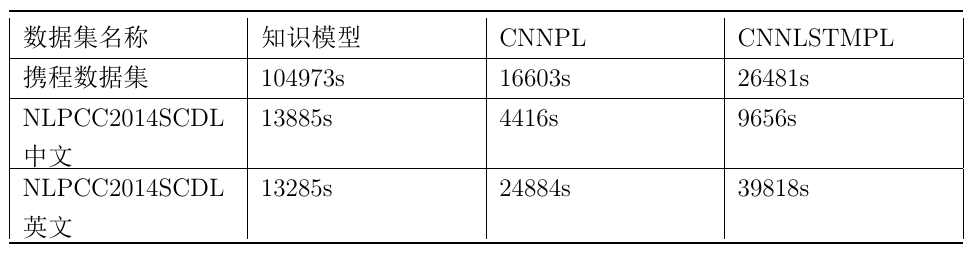 数据集名称 知识模型 CNNPL CNNLSTMPL
携程数据集 104973s 16603s 26481s
NLPCC2014SCDL 13885s 4416s 9656s
中文
NLPCC2014SCDL 13285s 24884s 39818s
英文